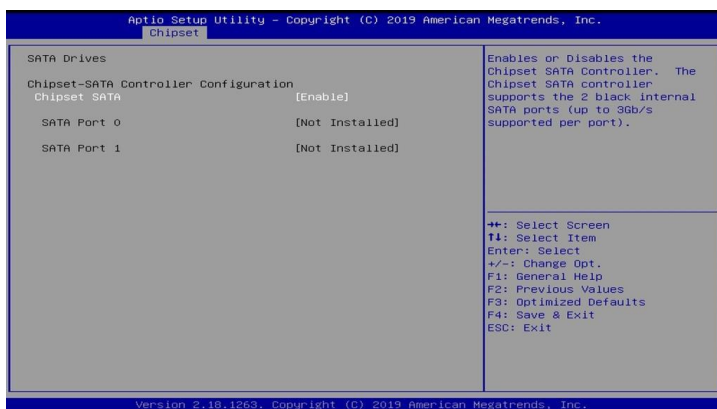 Aptio Setup Utility – Copyright (C) 2019 American Megatrends, Inc.
Chipset
SATA Drives
Chipset-SATA Controller Configuration
Chipset SATA [Enable]
SATA Port 0 [Not Installed]
SATA Port 1 [Not Installed]
Enables or Disables the
Chipset SATA Controller. The
Chipset SATA controller
supports the 2 black internal
SATA ports (up to 3Gb/s
supported per port).
→←: Select Screen
↑↓: Select Item
Enter: Select
+/-: Change Opt.
F1: General Help
F2: Previous Values
F3: Optimized Defaults
F4: Save & Exit
ESC: Exit
Version 2.18.1263. Copyright (C) 2019 American Megatrends, Inc.